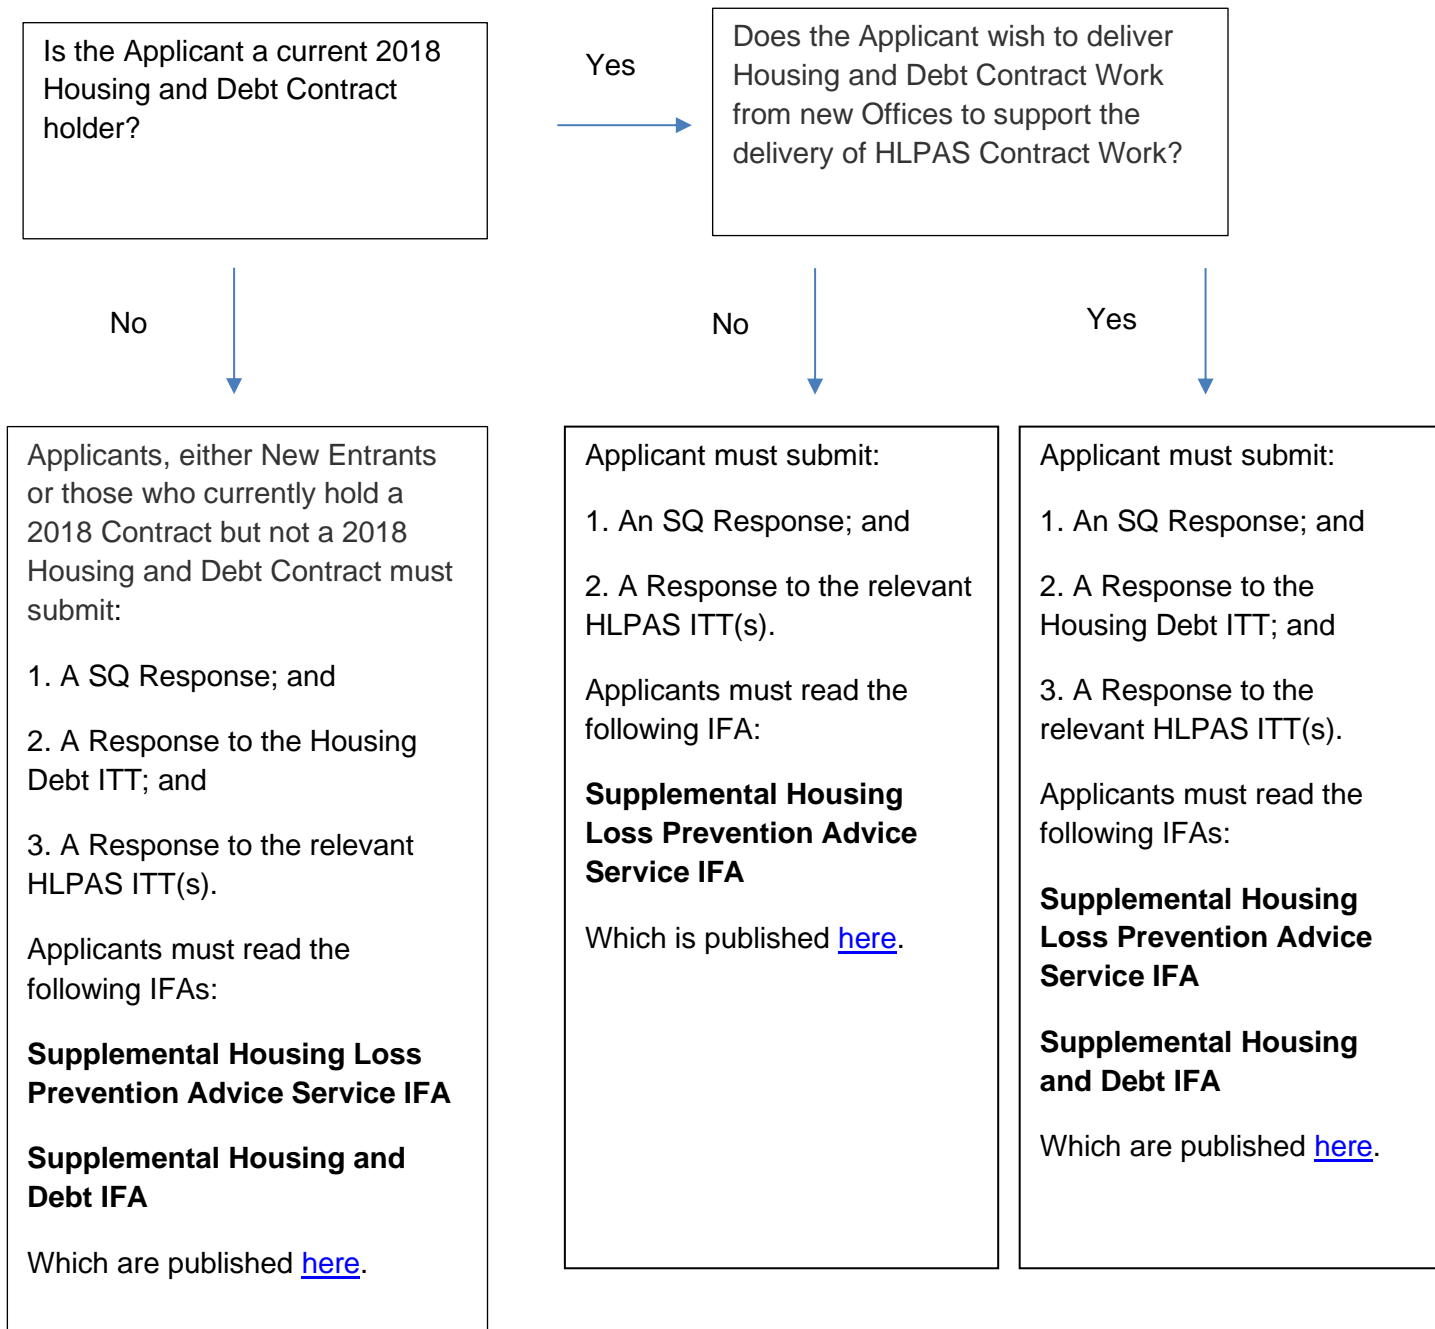 Is the Applicant a current 2018
Housing and Debt Contract
holder?
Yes
Does the Applicant wish to deliver
Housing and Debt Contract Work
from new Offices to support the
delivery of HLPAS Contract Work?
No
No
Yes
Applicants, either New Entrants
or those who currently hold a
2018 Contract but not a 2018
Housing and Debt Contract must
submit:
1. A SQ Response; and
2. A Response to the Housing
Debt ITT; and
3. A Response to the relevant
HLPAS ITT(s).
Applicants must read the
following IFAs:
Supplemental Housing Loss
Prevention Advice Service IFA
Supplemental Housing and
Debt IFA
Which are published here.
Applicant must submit:
1. An SQ Response; and
2. A Response to the relevant
HLPAS ITT(s).
Applicants must read the
following IFA:
Supplemental Housing
Loss Prevention Advice
Service IFA
Which is published here.
Applicant must submit:
1. An SQ Response; and
2. A Response to the
Housing Debt ITT; and
3. A Response to the
relevant HLPAS ITT(s).
Applicants must read the
following IFAs:
Supplemental Housing
Loss Prevention Advice
Service IFA
Supplemental Housing
and Debt IFA
Which are published here.